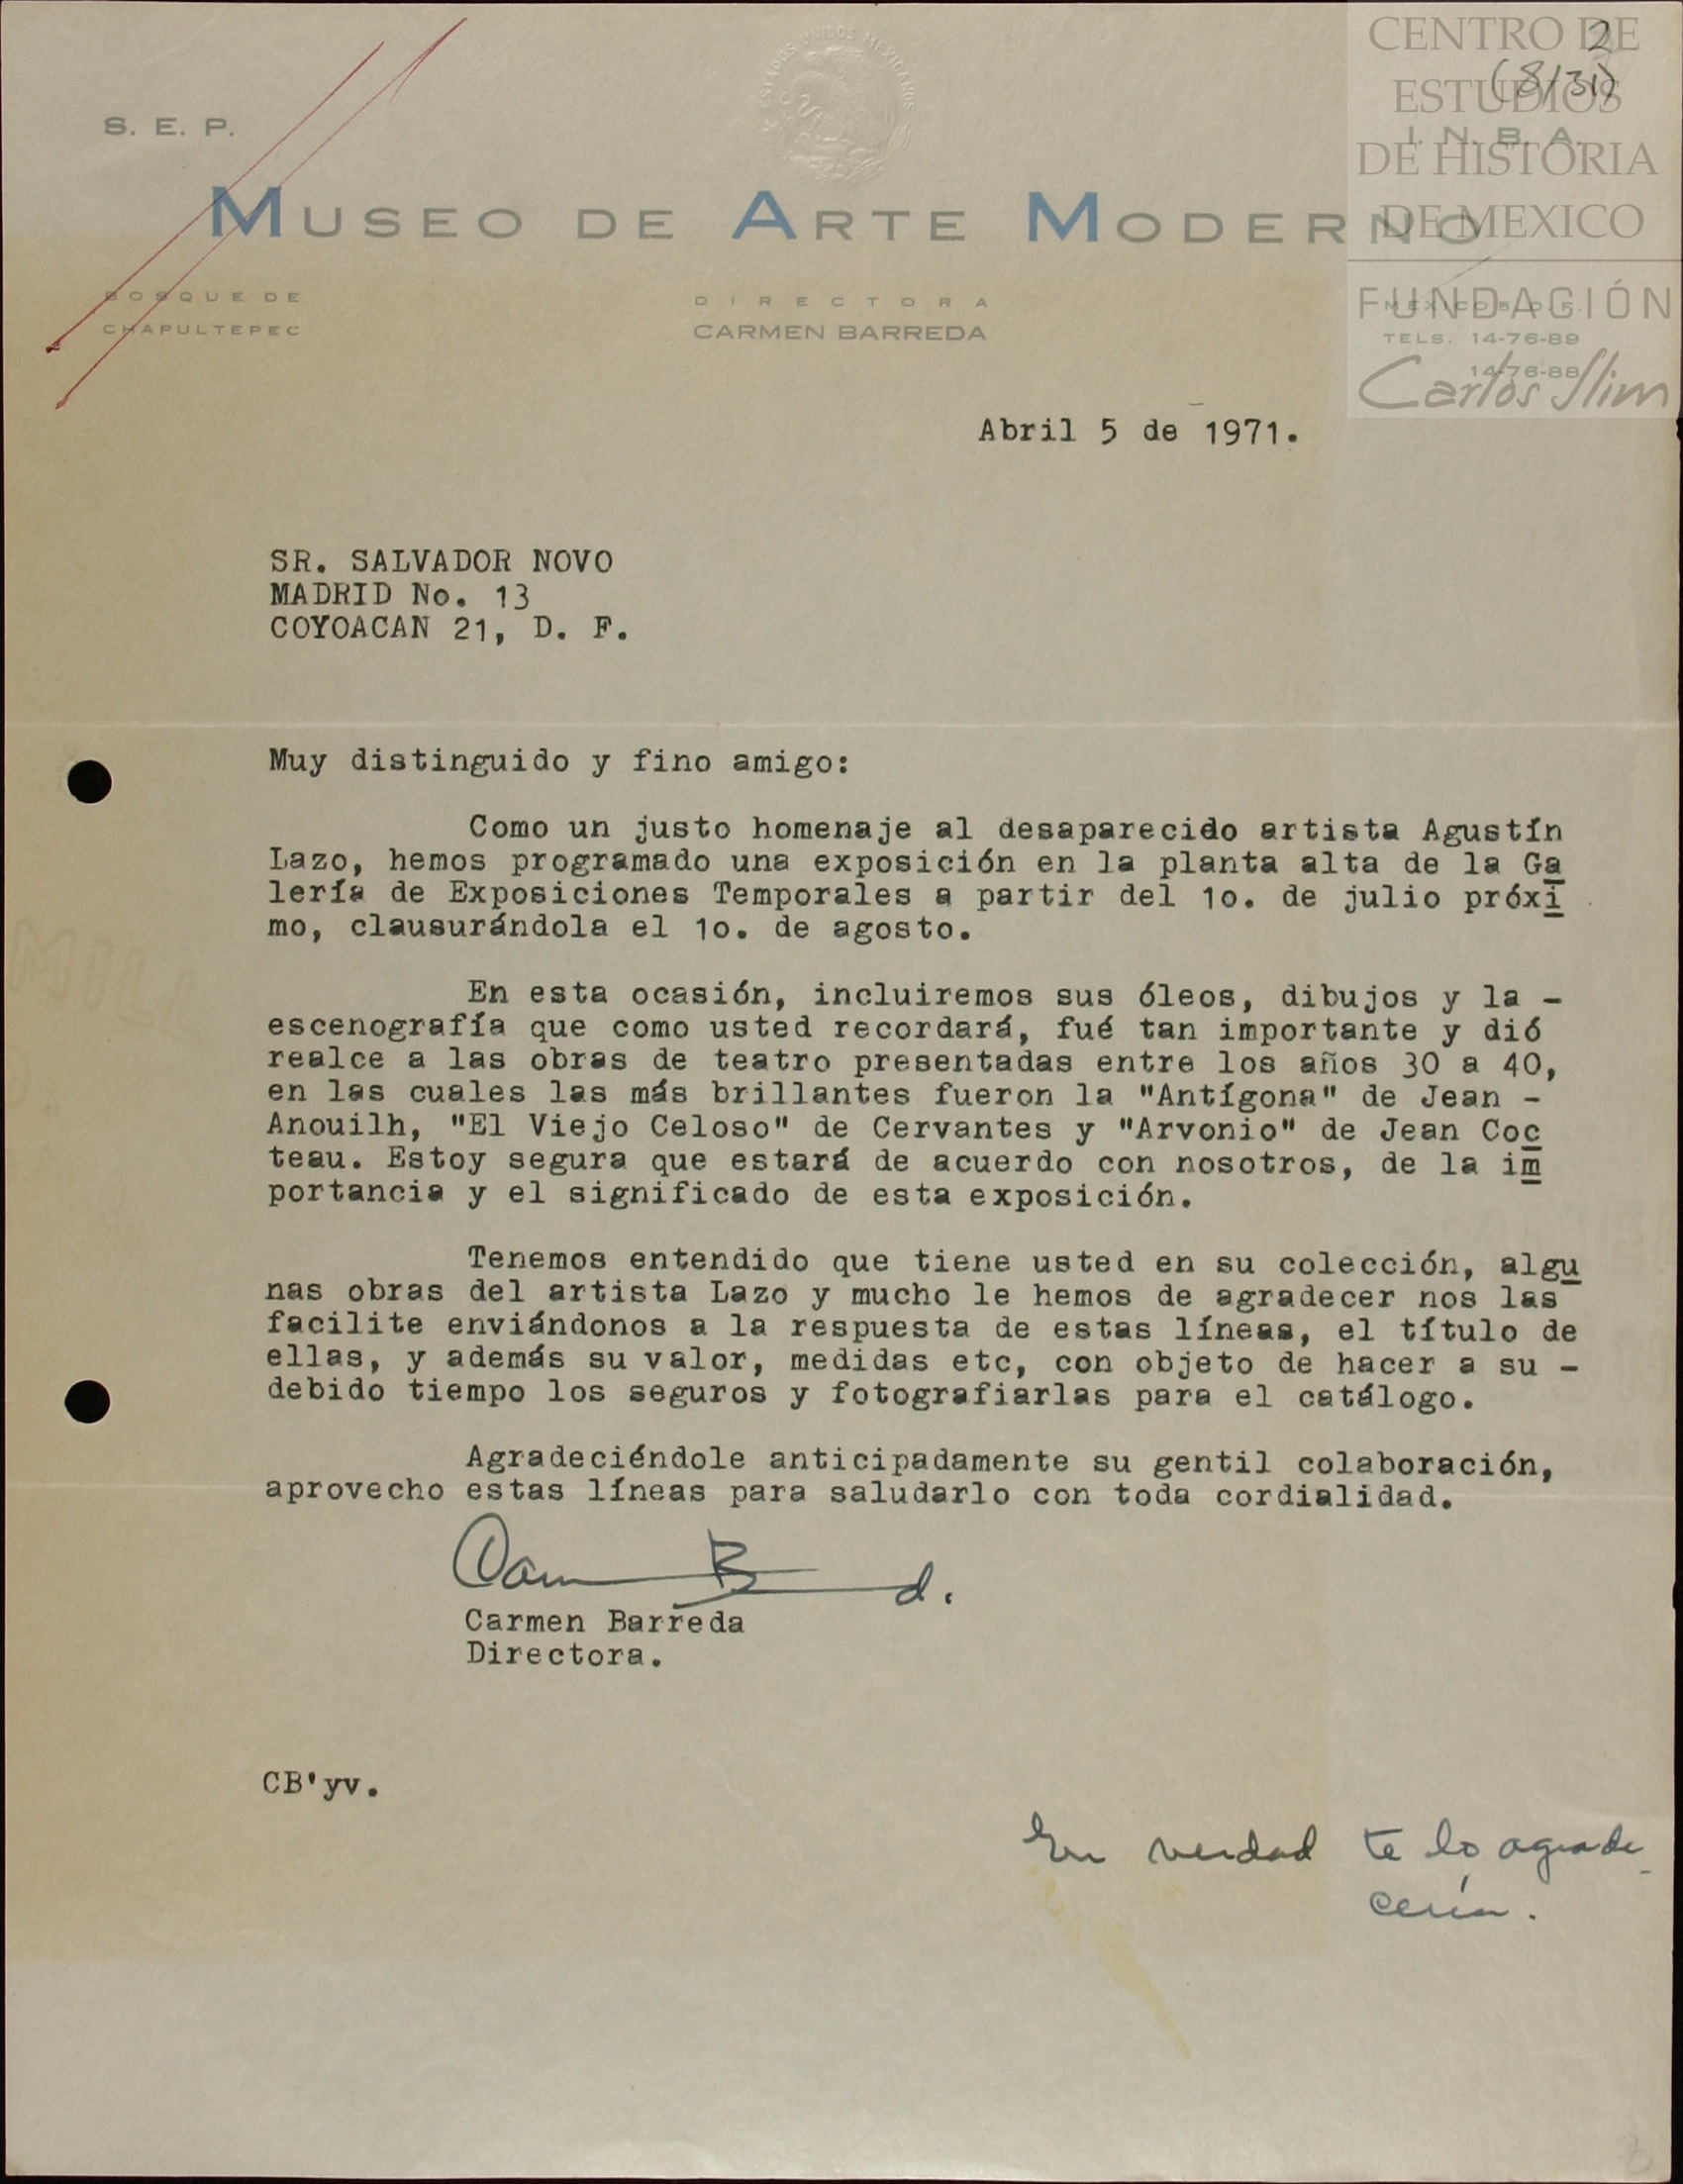 CENTRO DE
ESTUDIOS
DE HISTORIA
DE MEXICO
FUNDACIÓN
Carlos Slim
2
(8/31)
ESTADOS UNIDOS MEXICANOS
S. E. P.
I. N. B. A.
MUSEO DE ARTE MODERNO
BOSQUE DE
CHAPULTEPEC
DIRECTORA
CARMEN BARREDA
MEXICO 5, D. F.
TELS. 14-76-89
14-76-88
Abril 5 de 1971.
SR. SALVADOR NOVO
MADRID No. 13
COYOACAN 21, D. F.
Muy distinguido y fino amigo:
Como un justo homenaje al desaparecido artista Agustín
Lazo, hemos programado una exposición en la planta alta de la Ga
lería de Exposiciones Temporales a partir del 1o. de julio próxi
mo, clausurándola el 1o. de agosto.
En esta ocasión, incluiremos sus óleos, dibujos y la -
escenografía que como usted recordará, fué tan importante y dió
realce a las obras de teatro presentadas entre los años 30 a 40,
en las cuales las más brillantes fueron la "Antígona" de Jean -
Anouilh, "El Viejo Celoso" de Cervantes y "Arvonio" de Jean Coc
teau. Estoy segura que estará de acuerdo con nosotros, de la im
portancia y el significado de esta exposición.
Tenemos entendido que tiene usted en su colección, algu
nas obras del artista Lazo y mucho le hemos de agradecer nos las
facilite enviándonos a la respuesta de estas líneas, el título de
ellas, y además su valor, medidas etc, con objeto de hacer a su -
debido tiempo los seguros y fotografiarlas para el catálogo.
Agradeciéndole anticipadamente su gentil colaboración,
aprovecho estas líneas para saludarlo con toda cordialidad.
Carmen Barreda
Directora.
CB'yv.
En verdad te lo agrade-
cería.